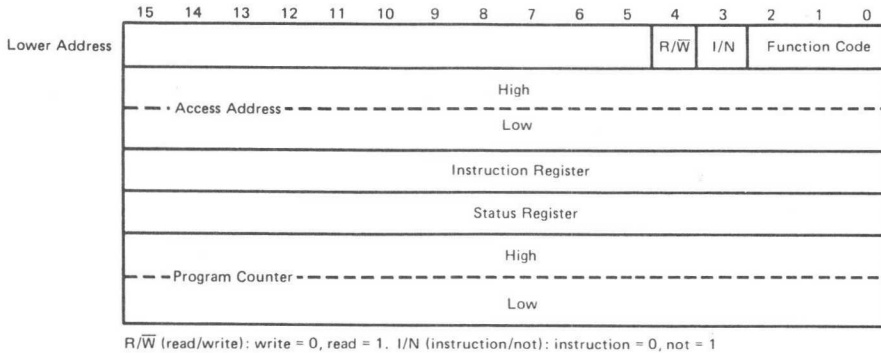 15 14 13 12 11 10 9 8 7 6 5 4 3 2 1 0
Lower Address R/W̅ I/N Function Code
High
Access Address
Low
Instruction Register
Status Register
High
Program Counter
Low
R/W̅ (read/write): write = 0, read = 1. I/N (instruction/not): instruction = 0, not = 1